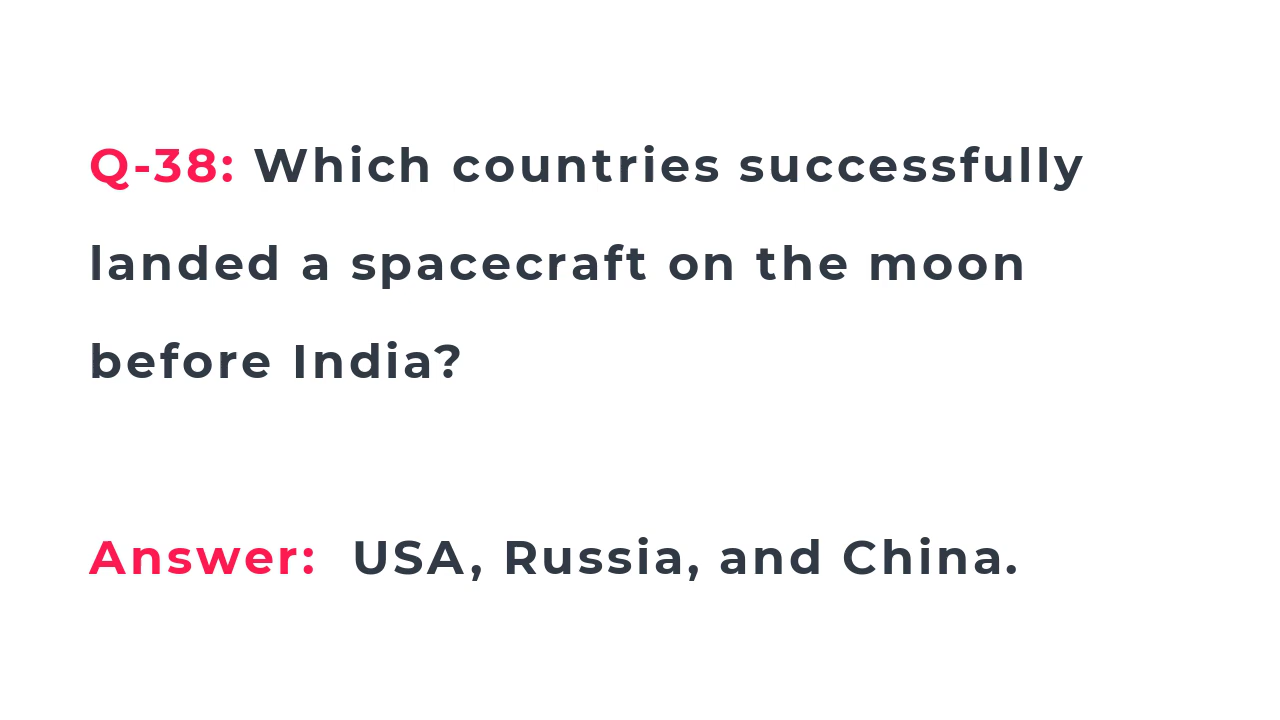 Q-38: Which countries successfully
landed a spacecraft on the moon
before India?
Answer: USA, Russia, and China.